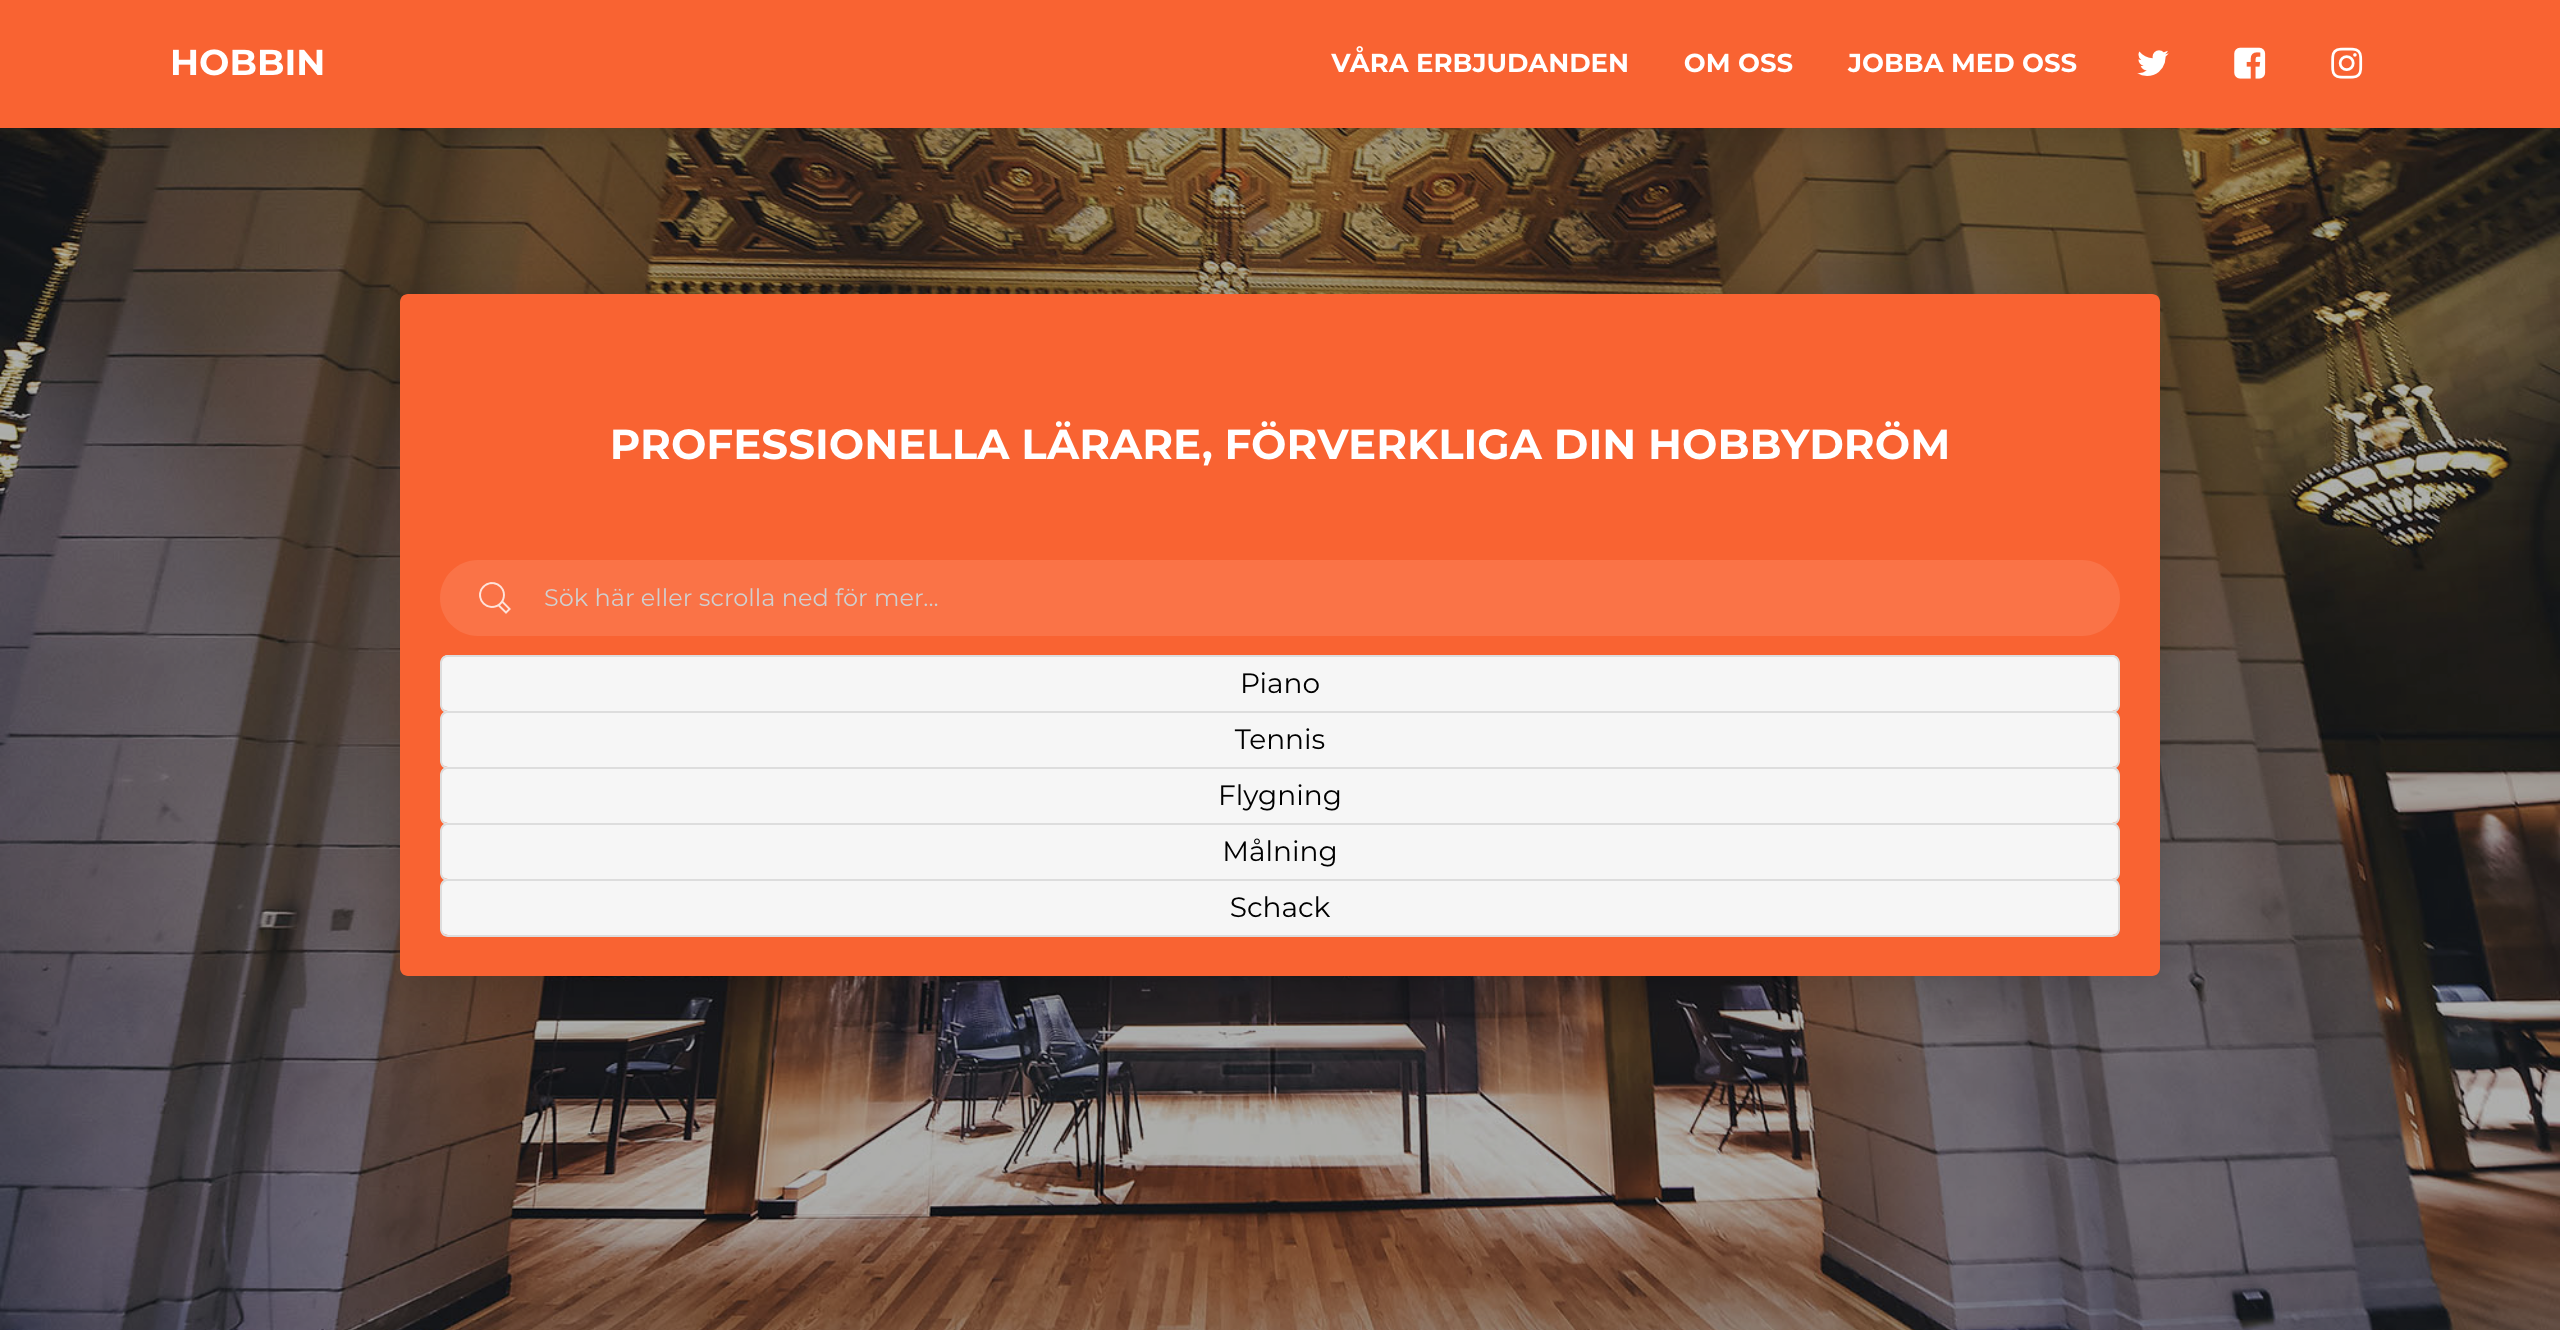 HOBBIN
VÅRA ERBJUDANDEN
OM OSS
JOBBA MED OSS
PROFESSIONELLA LÄRARE, FÖRVERKLIGA DIN HOBBYDRÖM
Sök här eller scrolla ned för mer...
Piano
Tennis
Flygning
Målning
Schack